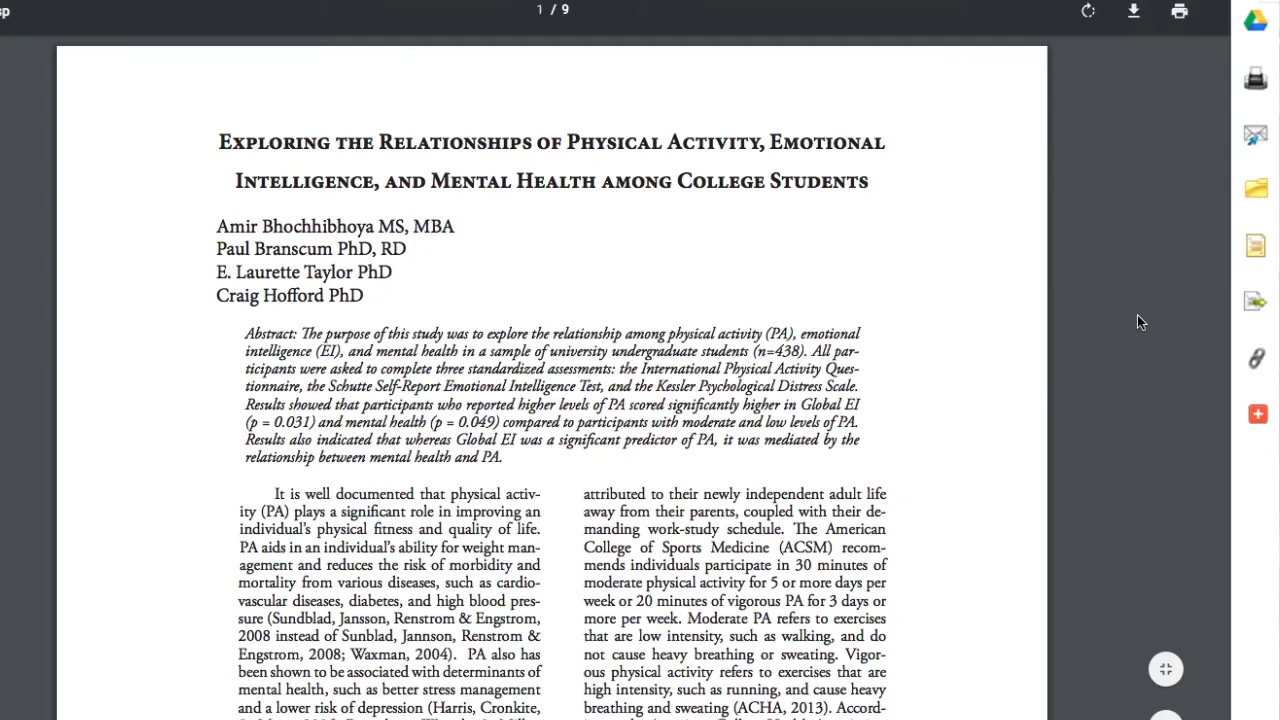 sp
1 / 9
EXPLORING THE RELATIONSHIPS OF PHYSICAL ACTIVITY, EMOTIONAL
INTELLIGENCE, AND MENTAL HEALTH AMONG COLLEGE STUDENTS
Amir Bhochhibhoya MS, MBA
Paul Branscum PhD, RD
E. Laurette Taylor PhD
Craig Hofford PhD
Abstract: The purpose of this study was to explore the relationship among physical activity (PA), emotional
intelligence (EI), and mental health in a sample of university undergraduate students (n=438). All par-
ticipants were asked to complete three standardized assessments: the International Physical Activity Ques-
tionnaire, the Schutte Self-Report Emotional Intelligence Test, and the Kessler Psychological Distress Scale.
Results showed that participants who reported higher levels of PA scored significantly higher in Global EI
(p = 0.031) and mental health (p = 0.049) compared to participants with moderate and low levels of PA.
Results also indicated that whereas Global EI was a significant predictor of PA, it was mediated by the
relationship between mental health and PA.
It is well documented that physical activ-
ity (PA) plays a significant role in improving an
individual's physical fitness and quality of life.
PA aids in an individual's ability for weight man-
agement and reduces the risk of morbidity and
mortality from various diseases, such as cardio-
vascular diseases, diabetes, and high blood pres-
sure (Sundblad, Jansson, Renstrom & Engstrom,
2008 instead of Sunblad, Jannson, Renstrom &
Engstrom, 2008; Waxman, 2004). PA also has
been shown to be associated with determinants of
mental health, such as better stress management
and a lower risk of depression (Harris, Cronkite,
attributed to their newly independent adult life
away from their parents, coupled with their de-
manding work-study schedule. The American
College of Sports Medicine (ACSM) recom-
mends individuals participate in 30 minutes of
moderate physical activity for 5 or more days per
week or 20 minutes of vigorous PA for 3 days or
more per week. Moderate PA refers to exercises
that are low intensity, such as walking, and do
not cause heavy breathing or sweating. Vigor-
ous physical activity refers to exercises that are
high intensity, such as running, and cause heavy
breathing and sweating (ACHA, 2013). Accord-